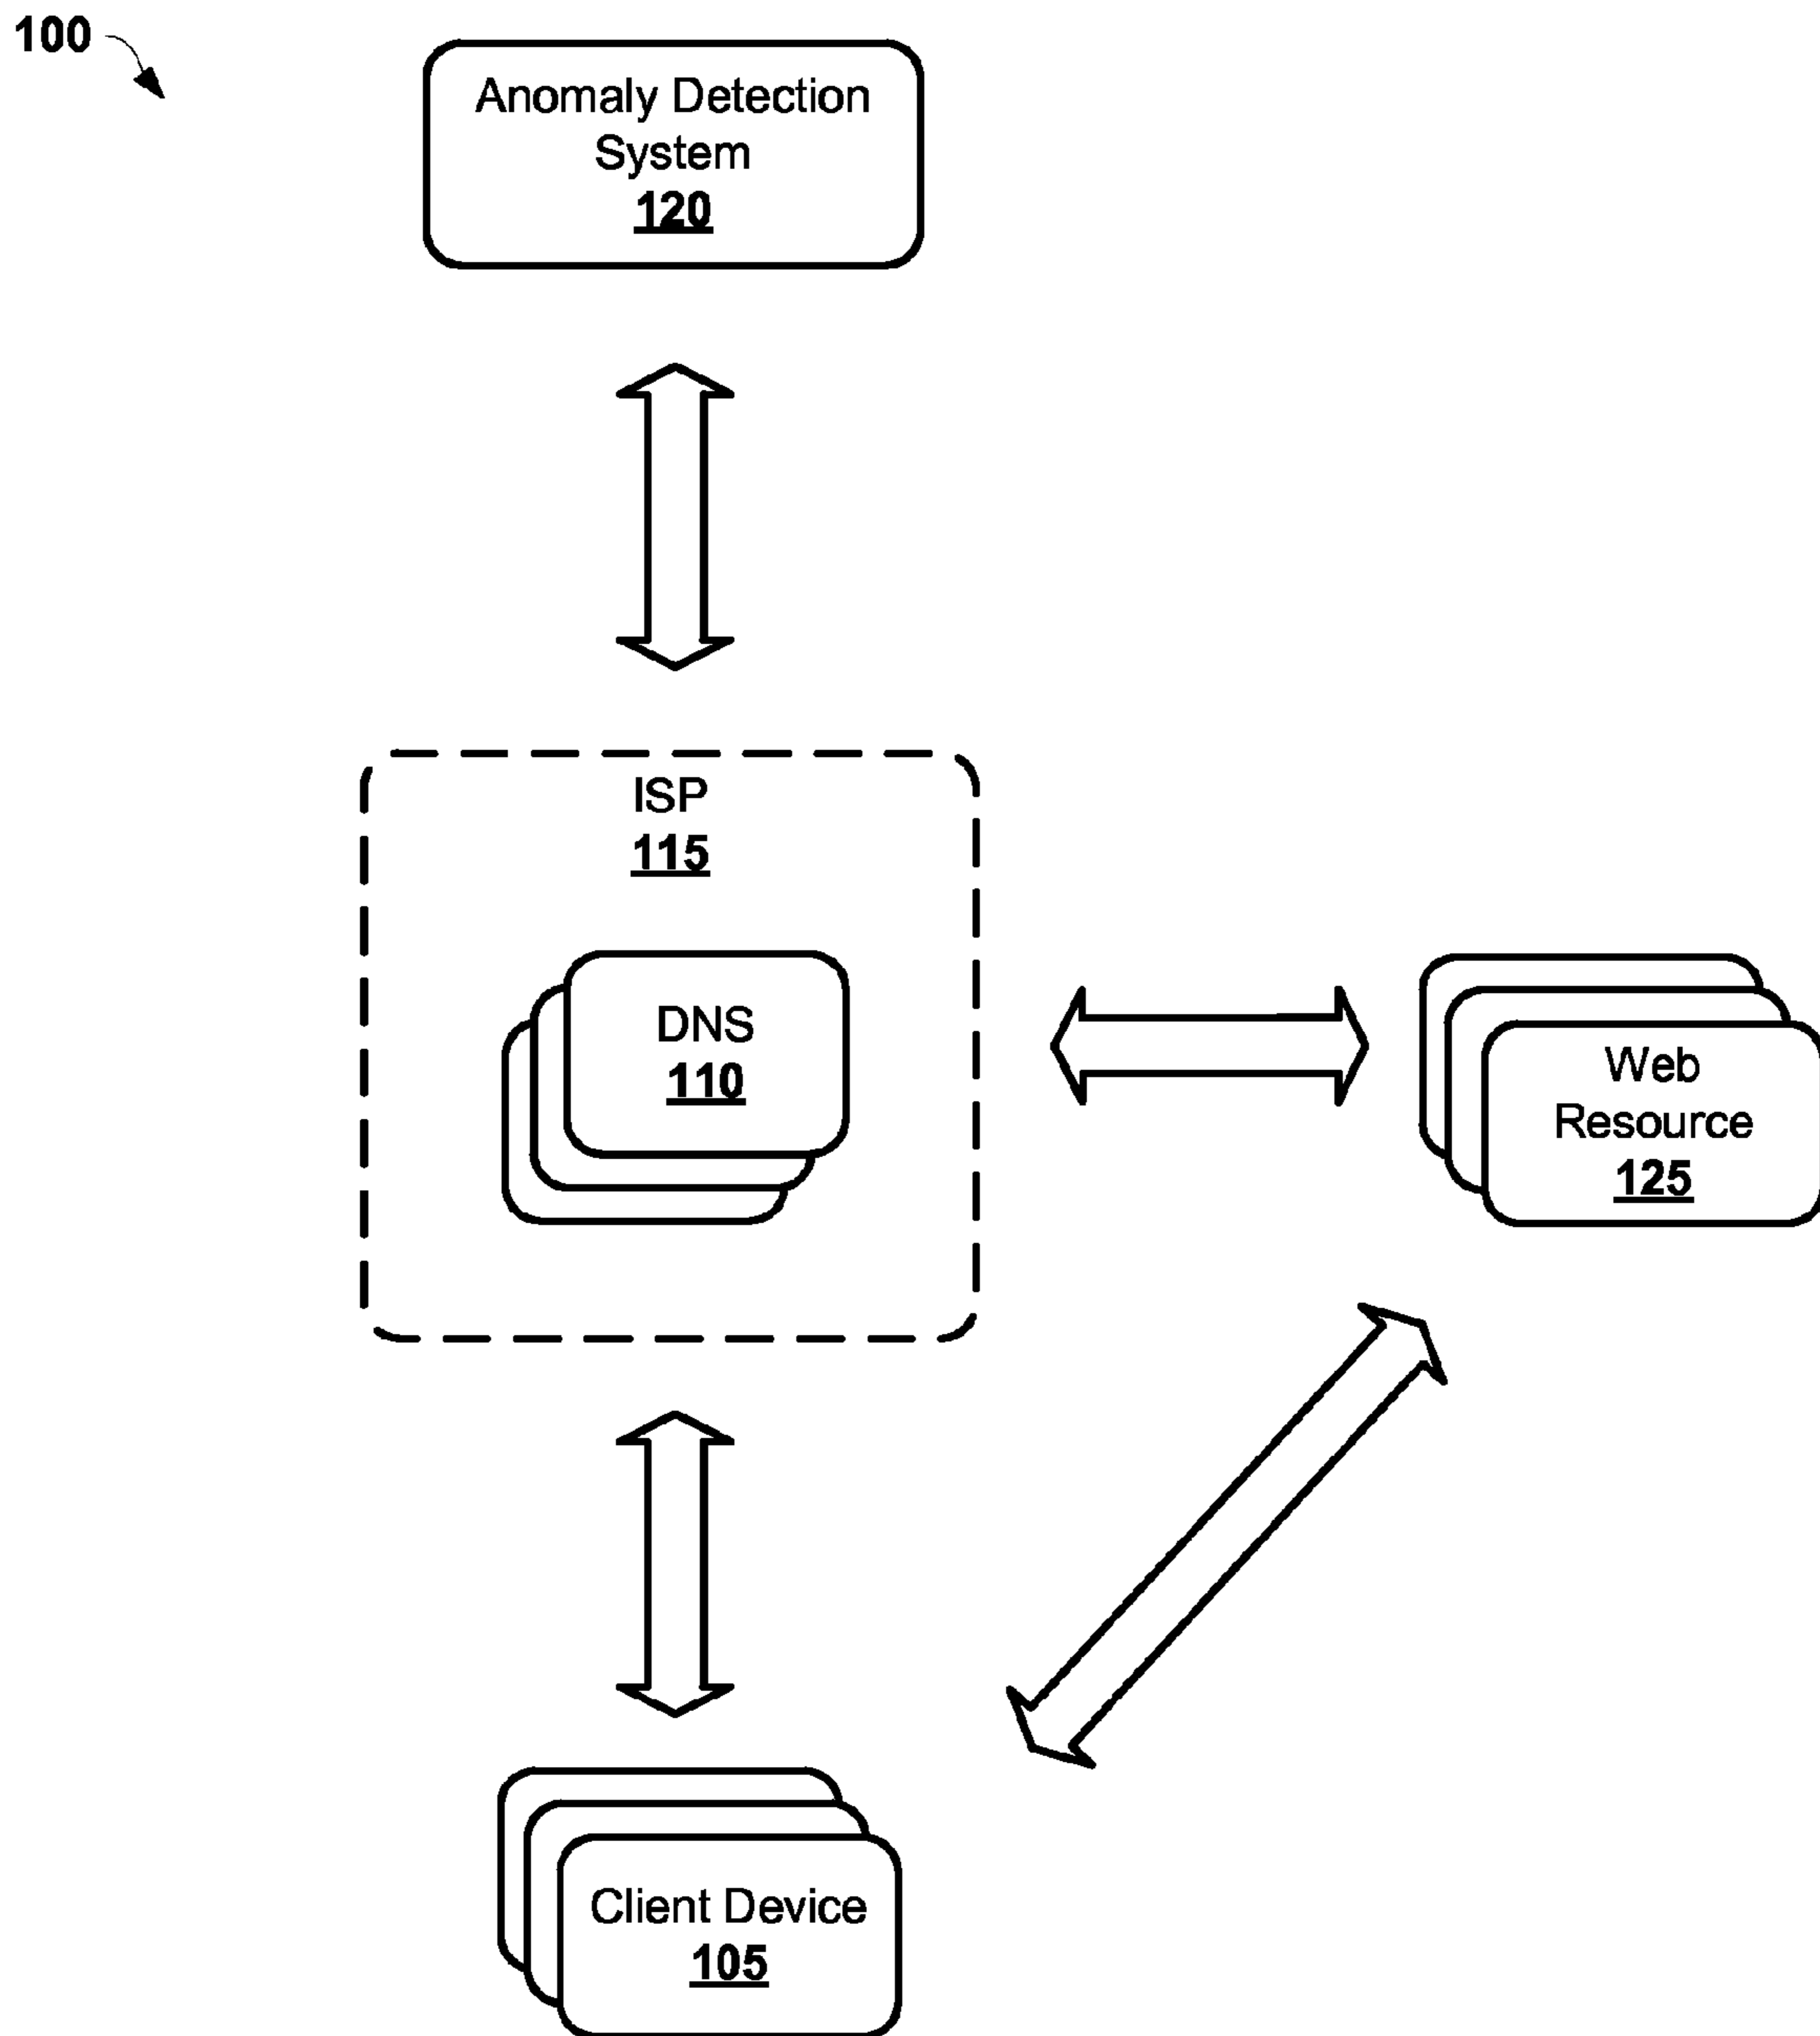 100
Anomaly Detection
System
120
ISP
115
DNS
110
Web
Resource
125
Client Device
105